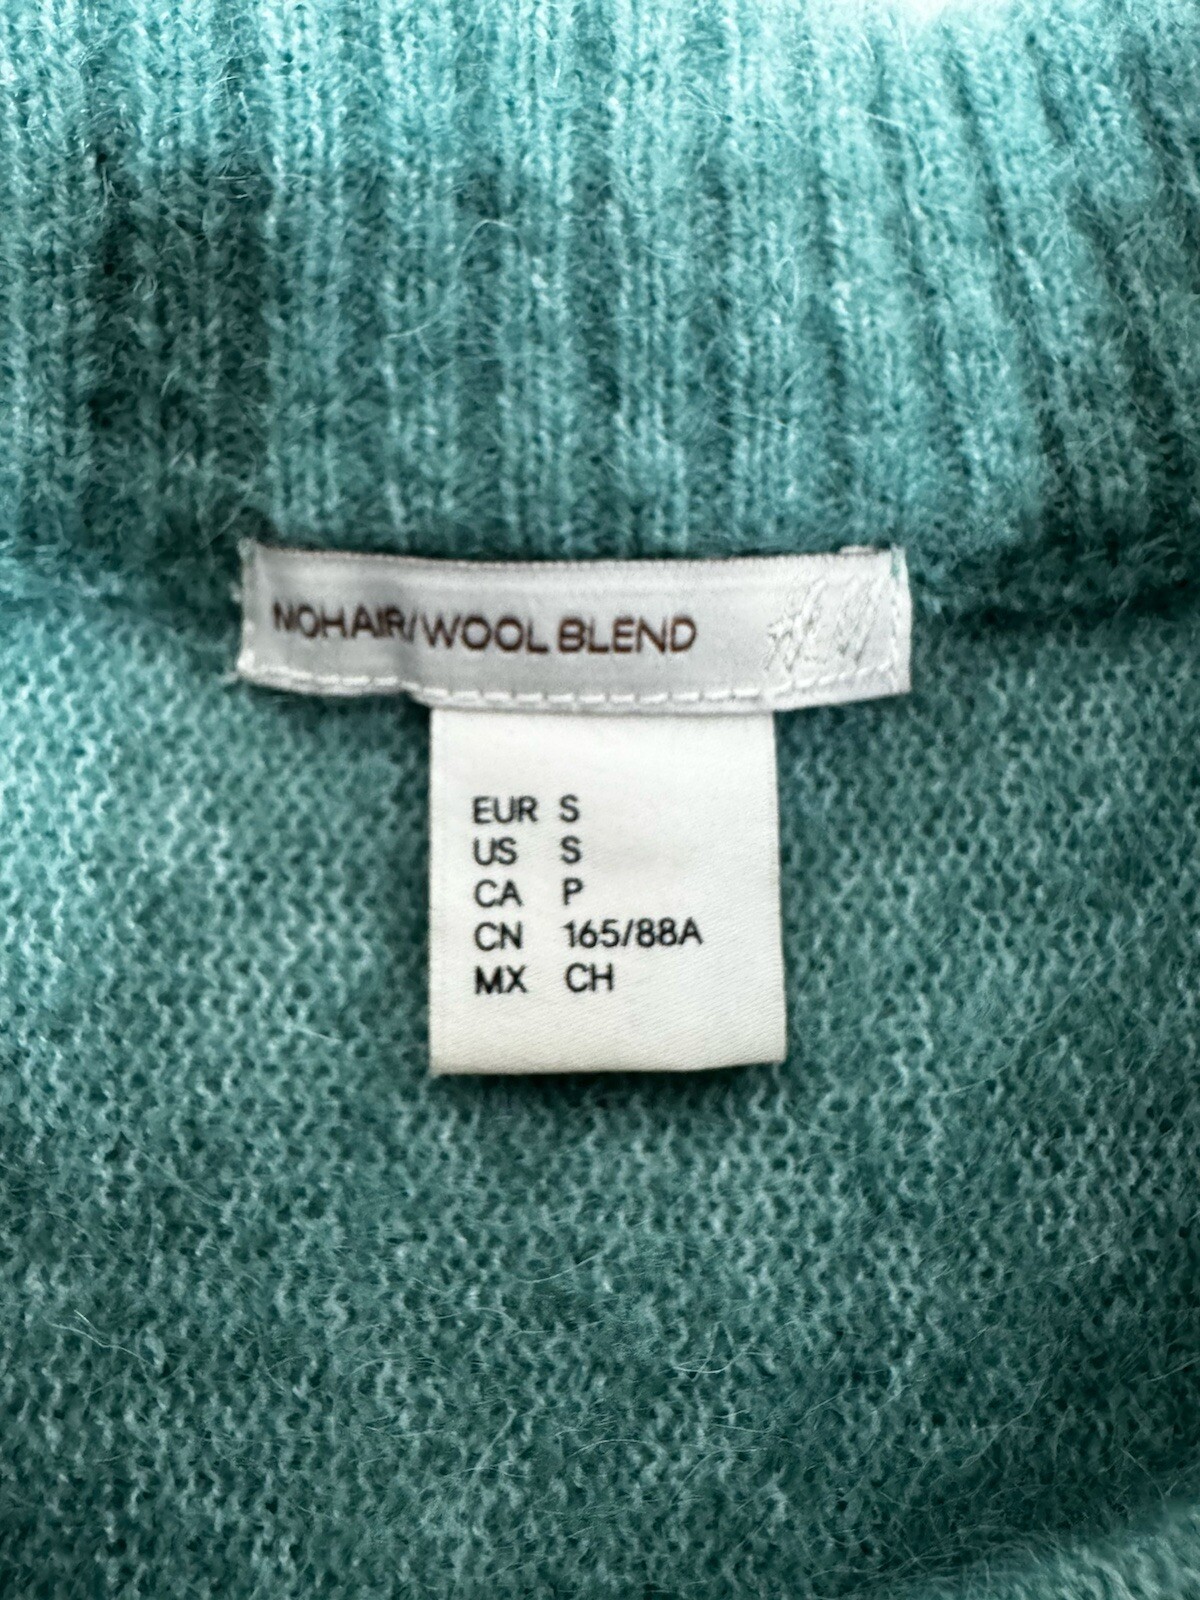 MOHAIR/WOOL BLEND H&M
EUR S
US S
CA P
CN 165/88A
MX CH